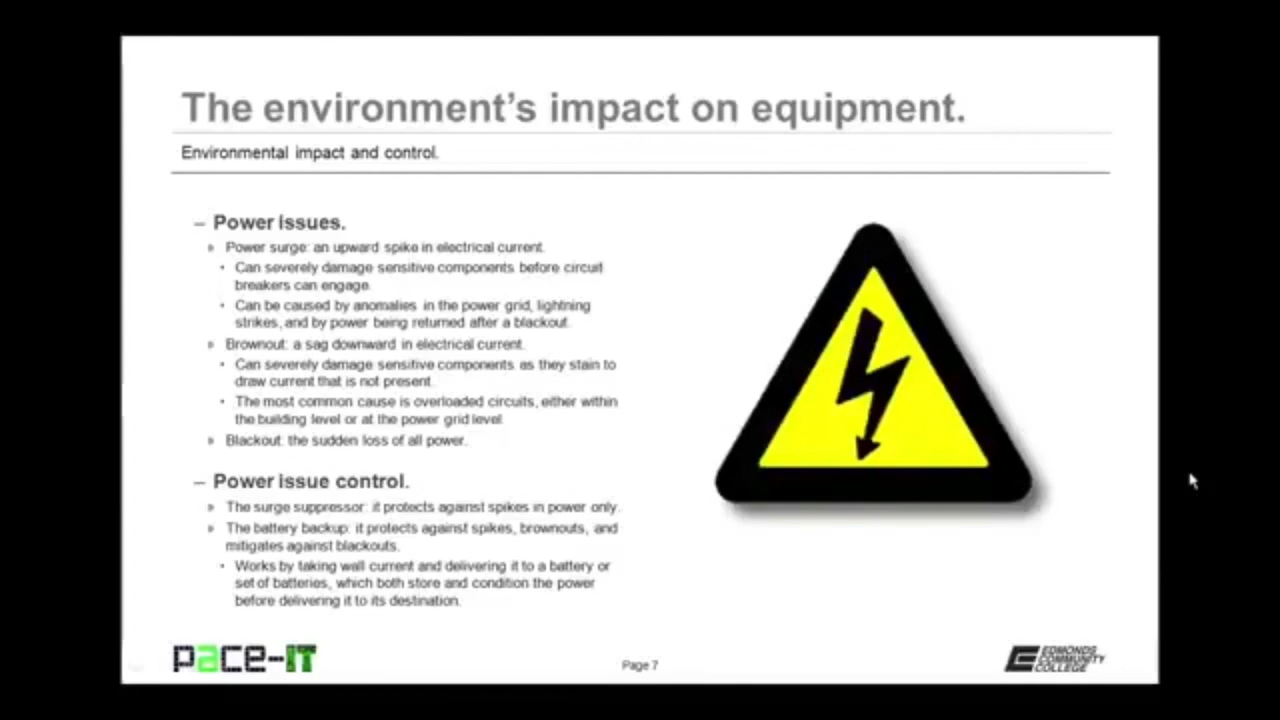 The environment's impact on equipment.
Environmental impact and control.
– Power issues.
» Power surge: an upward spike in electrical current.
• Can severely damage sensitive components before circuit
breakers can engage.
• Can be caused by anomalies in the power grid, lightning
strikes, and by power being returned after a blackout.
» Brownout: a sag downward in electrical current.
• Can severely damage sensitive components as they stain to
draw current that is not present.
• The most common cause is overloaded circuits, either within
the building level or at the power grid level.
» Blackout: the sudden loss of all power.
– Power issue control.
» The surge suppressor: it protects against spikes in power only.
» The battery backup: it protects against spikes, brownouts, and
mitigates against blackouts.
• Works by taking wall current and delivering it to a battery or
set of batteries, which both store and condition the power
before delivering it to its destination.
pace-IT
Page 7
EDMONDS
COMMUNITY
COLLEGE